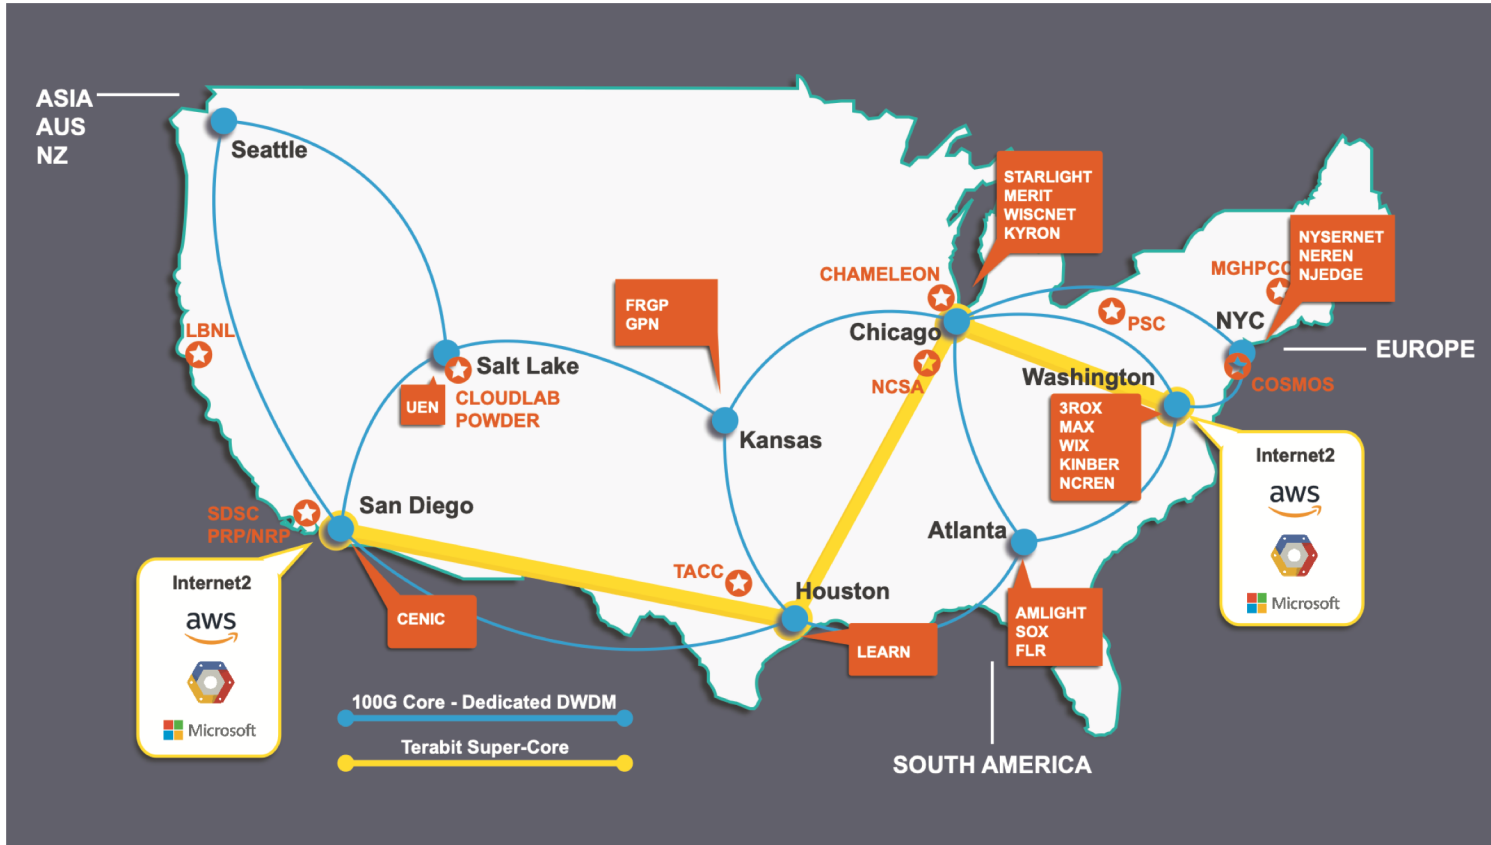 ASIA
AUS
NZ
Seattle
STARLIGHT
MERIT
WISCNET
KYRON
NYSERNET
NEREN
NJEDGE
MGHPCC
CHAMELEON
FRGP
GPN
LBNL
Chicago
PSC
NYC
EUROPE
Salt Lake
NCSA
Washington
COSMOS
UEN
CLOUDLAB
POWDER
Kansas
3ROX
MAX
WIX
KINBER
NCREN
Internet2
aws
Microsoft
San Diego
SDSC
PRP/NRP
Atlanta
TACC
Houston
Internet2
aws
Microsoft
CENIC
LEARN
AMLIGHT
SOX
FLR
100G Core - Dedicated DWDM
Terabit Super-Core
SOUTH AMERICA